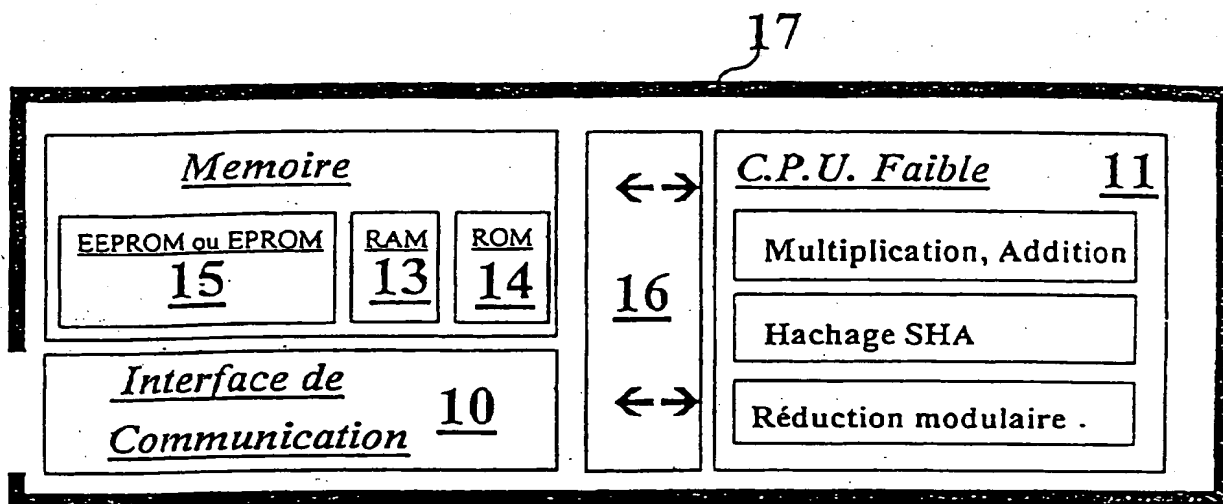 17
Memoire
EEPROM ou EPROM
15
RAM
13
ROM
14
Interface de
Communication
10
16
C.P.U. Faible
11
Multiplication, Addition
Hachage SHA
Réduction modulaire .